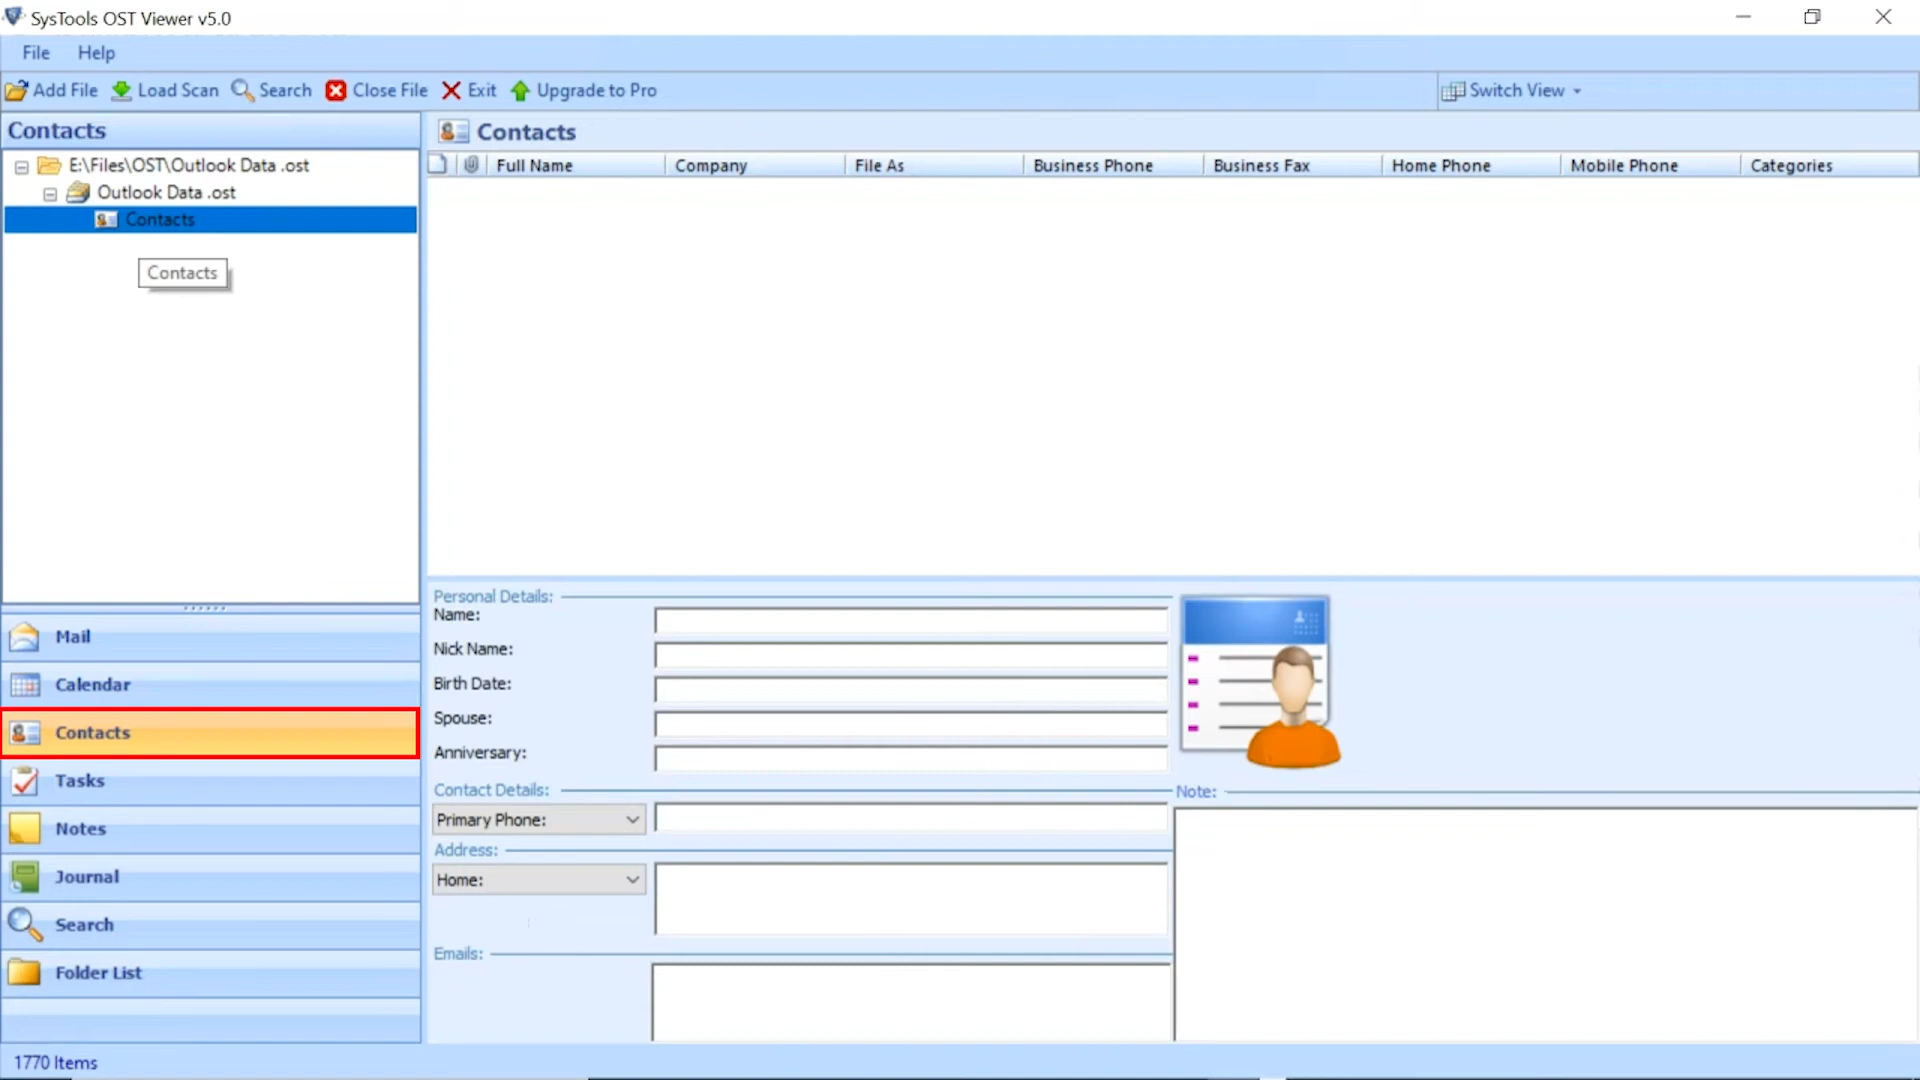 SysTools OST Viewer v5.0
File Help
Add File Load Scan Search Close File Exit Upgrade to Pro Switch View
Contacts
E:\Files\OST\Outlook Data .ost
Outlook Data .ost
Contacts
Contacts
Contacts
Full Name Company File As Business Phone Business Fax Home Phone Mobile Phone Categories
Personal Details:
Name:
Nick Name:
Birth Date:
Spouse:
Anniversary:
Contact Details:
Primary Phone:
Address:
Home:
Emails:
Note:
Mail
Calendar
Contacts
Tasks
Notes
Journal
Search
Folder List
1770 Items